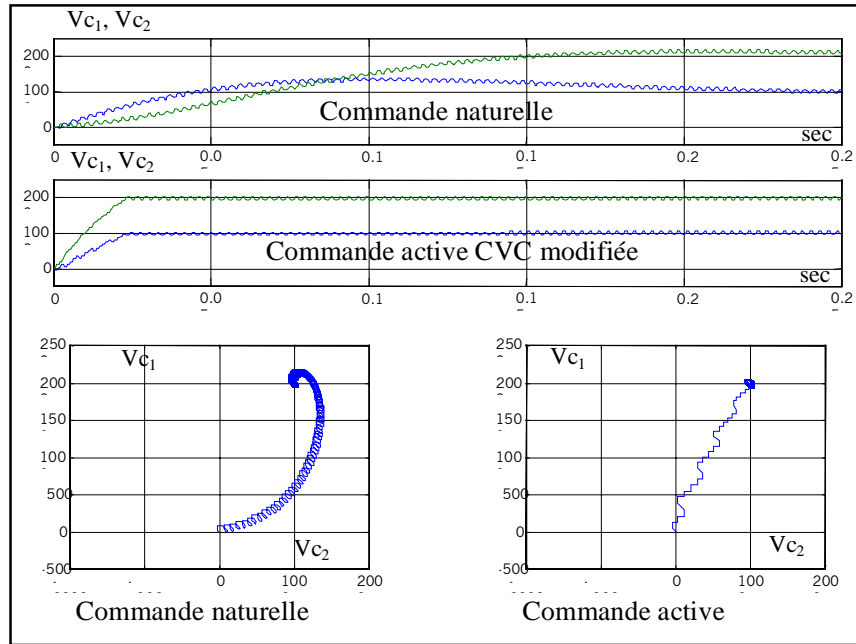 Vc1, Vc2
200
100
0
Commande naturelle
sec
0 0.0 0.1 0.1 0.2 0.2
Vc1, Vc2
200
100
0
Commande active CVC modifiée
sec
0 0.0 0.1 0.1 0.2 0.2
250
200
150
100
500
0
-500
Vc1
Vc2
0 100 200
Commande naturelle
250
200
150
100
500
0
-500
Vc1
Vc2
0 100 200
Commande active